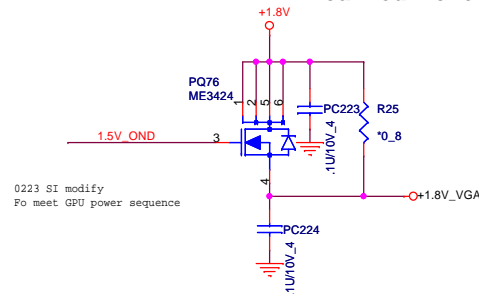 +1.8V
PQ76
ME3424
1
2
5
6
PC223
.1U/10V_4
R25
*0_8
1.5V_OND
3
4
0223 SI modify
Fo meet GPU power sequence
+1.8V_VGA
PC224
.1U/10V_4